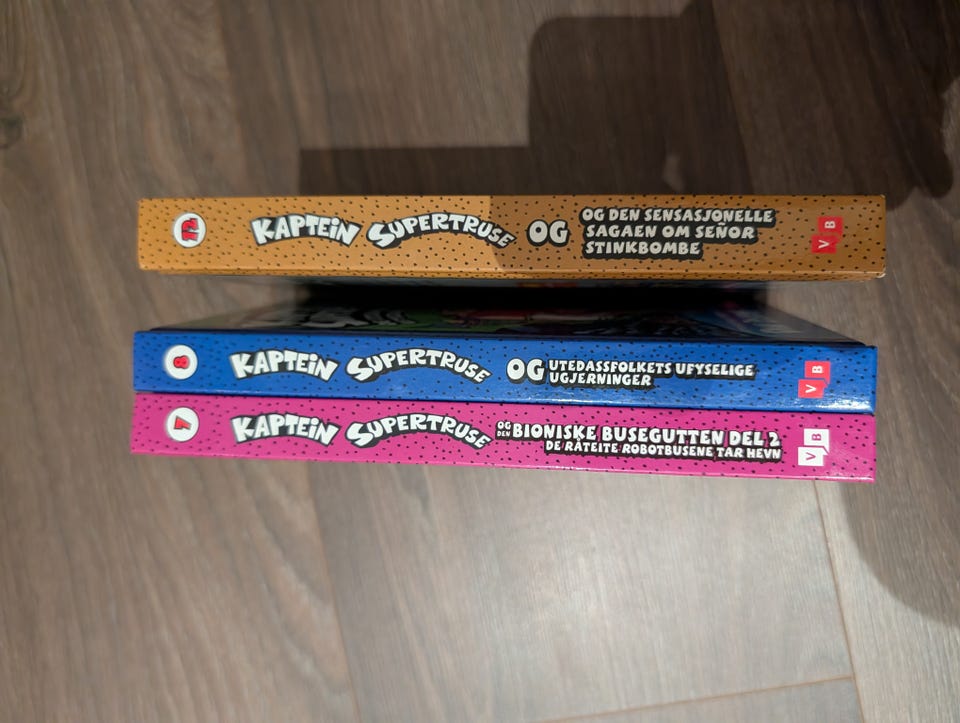 12 KAPTEIN SUPERTRUSE OG
OG DEN SENSASJONELLE
SAGAEN OM SEÑOR
STINKBOMBE
VB
8 KAPTEIN SUPERTRUSE OG
UTEDASSFOLKETS UFYSELIGE
UGJERNINGER
VB
7 KAPTEIN SUPERTRUSE
OG DEN
BIONISKE BUSEGUTTEN DEL 2
DE RÅTEITE ROBOTBUSENE TAR HEVN
VB